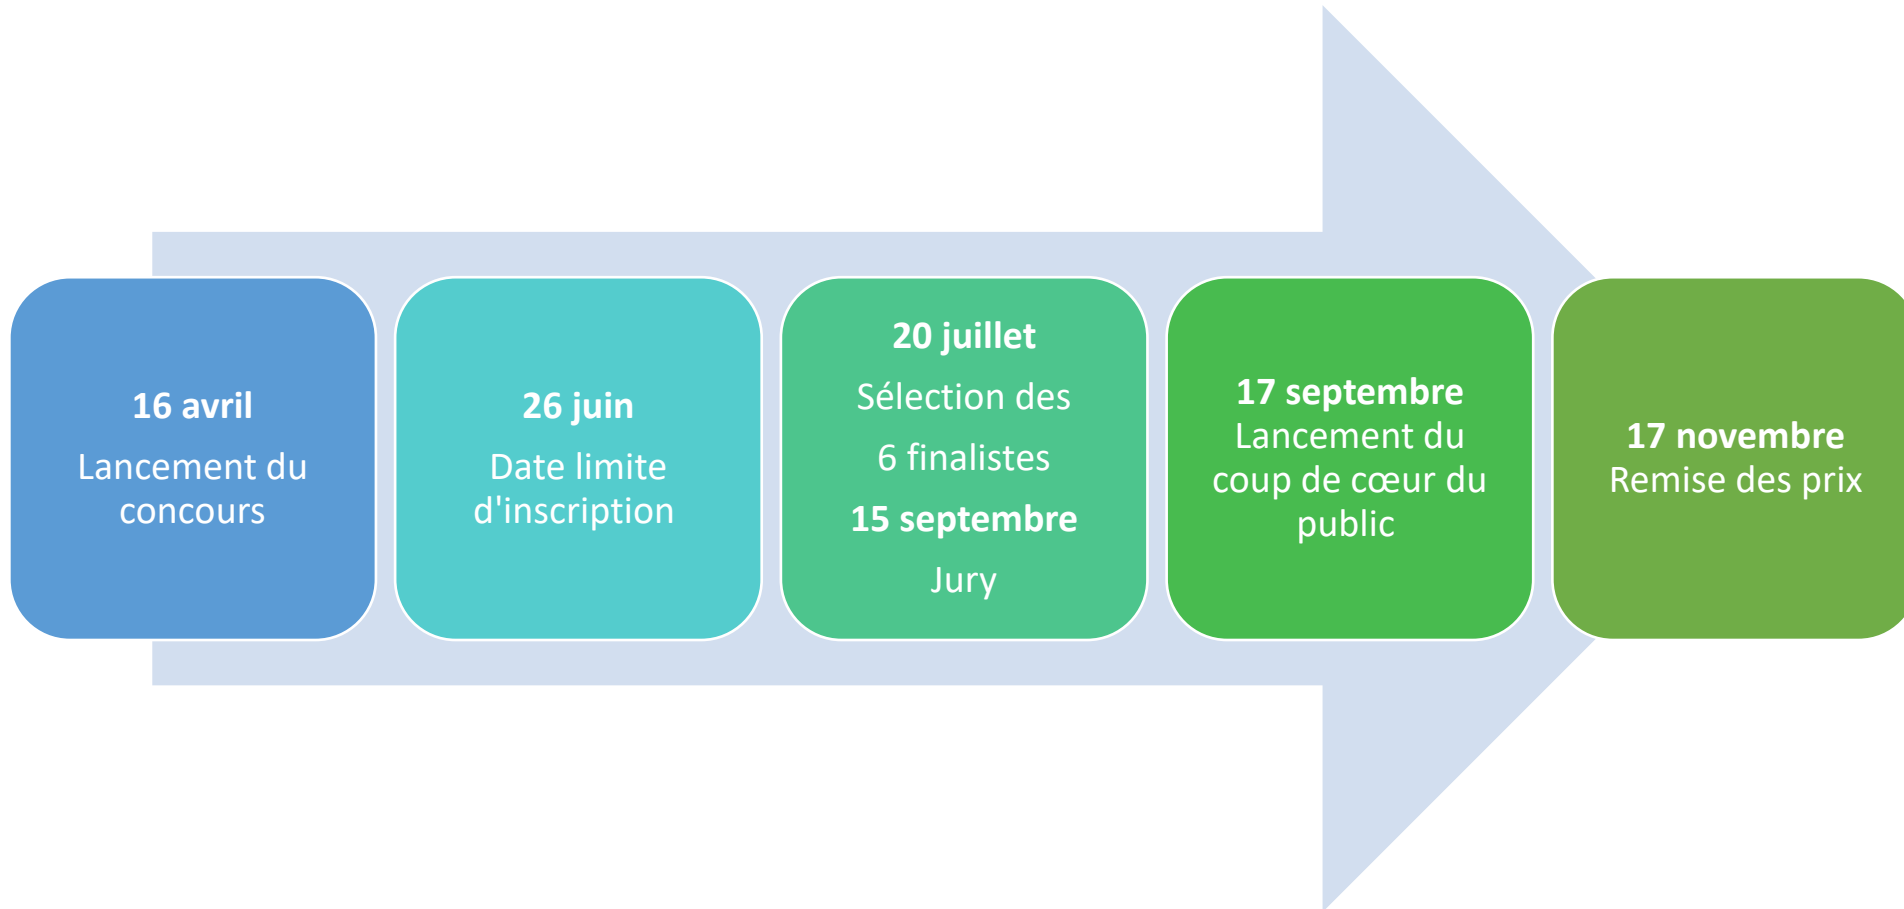 16 avril
Lancement du
concours
26 juin
Date limite
d'inscription
20 juillet
Sélection des
6 finalistes
15 septembre
Jury
17 septembre
Lancement du
coup de cœur du
public
17 novembre
Remise des prix